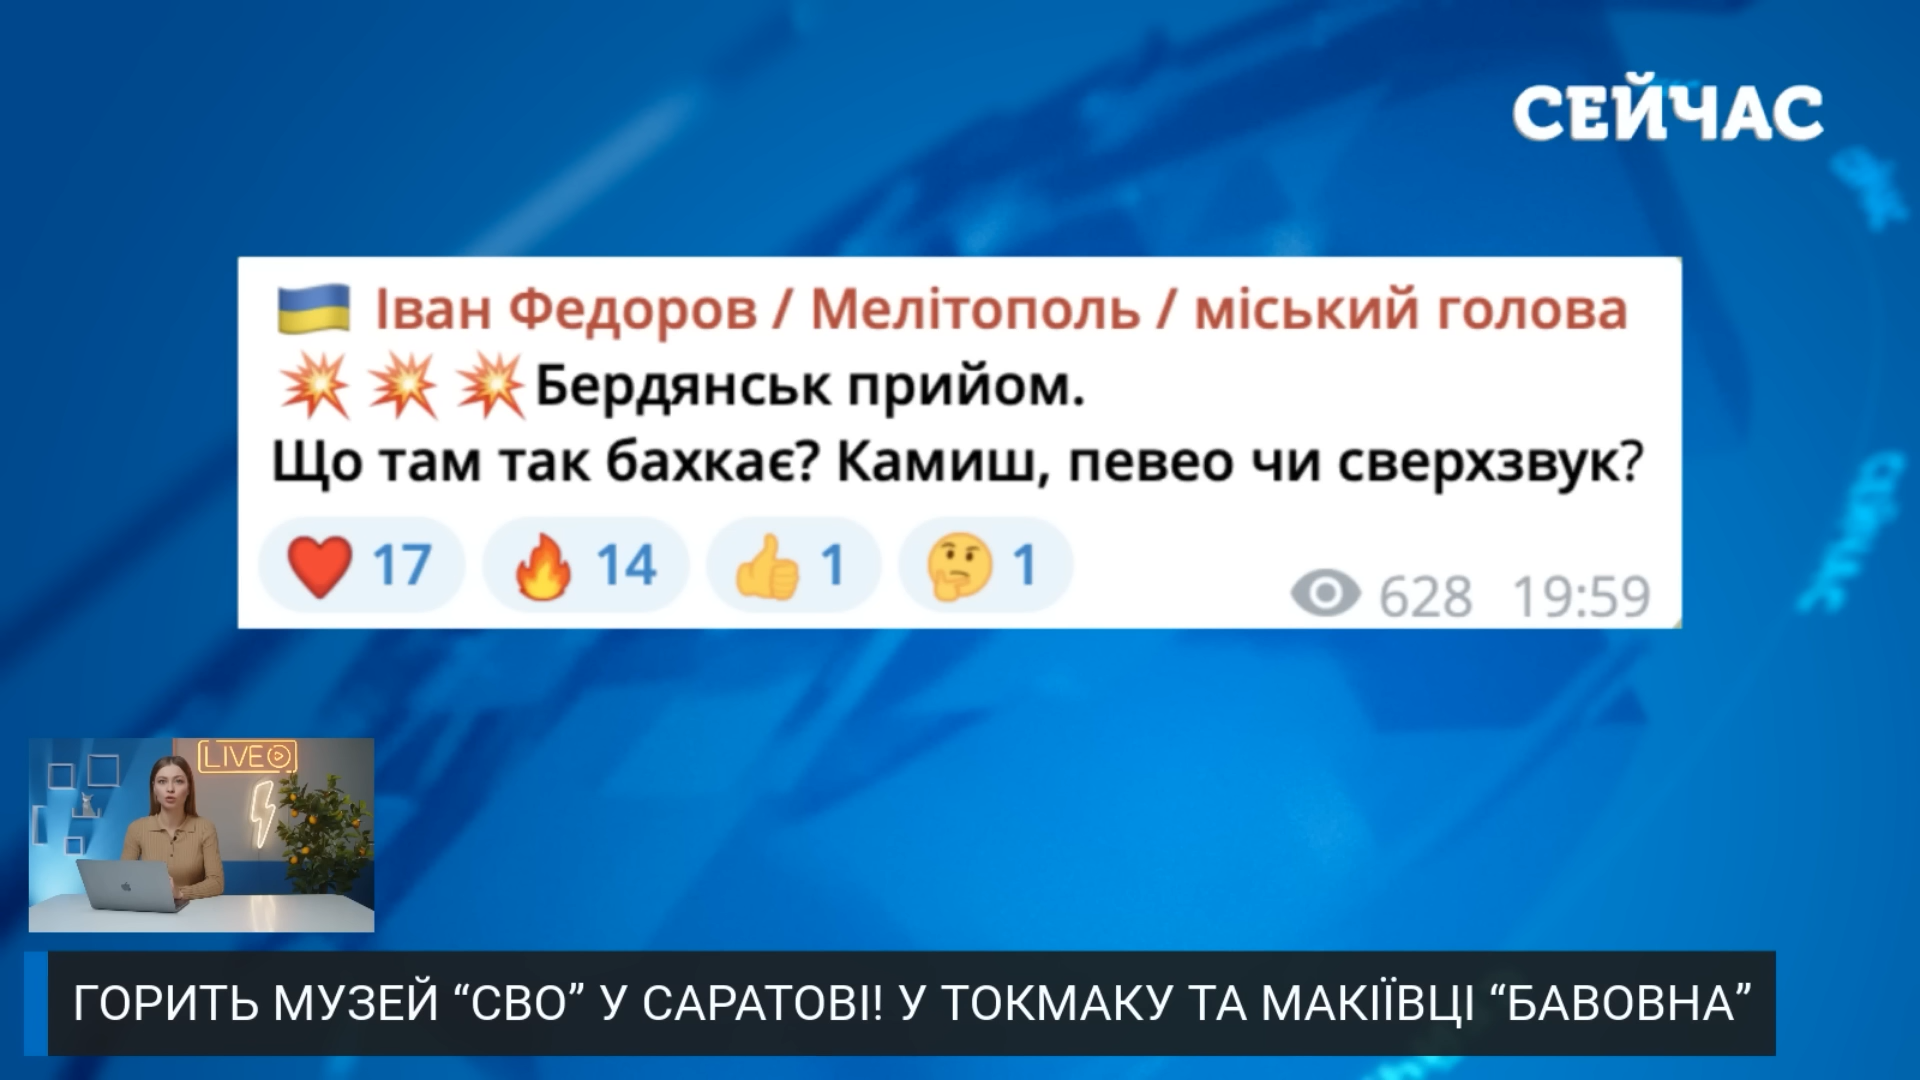 СЕЙЧАС
Іван Федоров / Мелітополь / міський голова
Бердянськ прийом.
Що там так бахкає? Камиш, певео чи сверхзвук?
17 14 1 1
628 19:59
LIVE
ГОРИТЬ МУЗЕЙ “СВО” У САРАТОВІ! У ТОКМАКУ ТА МАКІЇВЦІ “БАВОВНА”